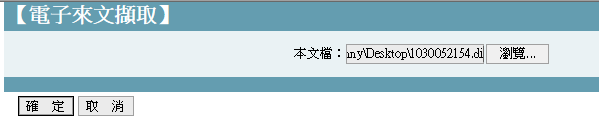 【電子來文擷取】
本文檔： ny\Desktop\1030052154.di 瀏覽...
確 定 取 消